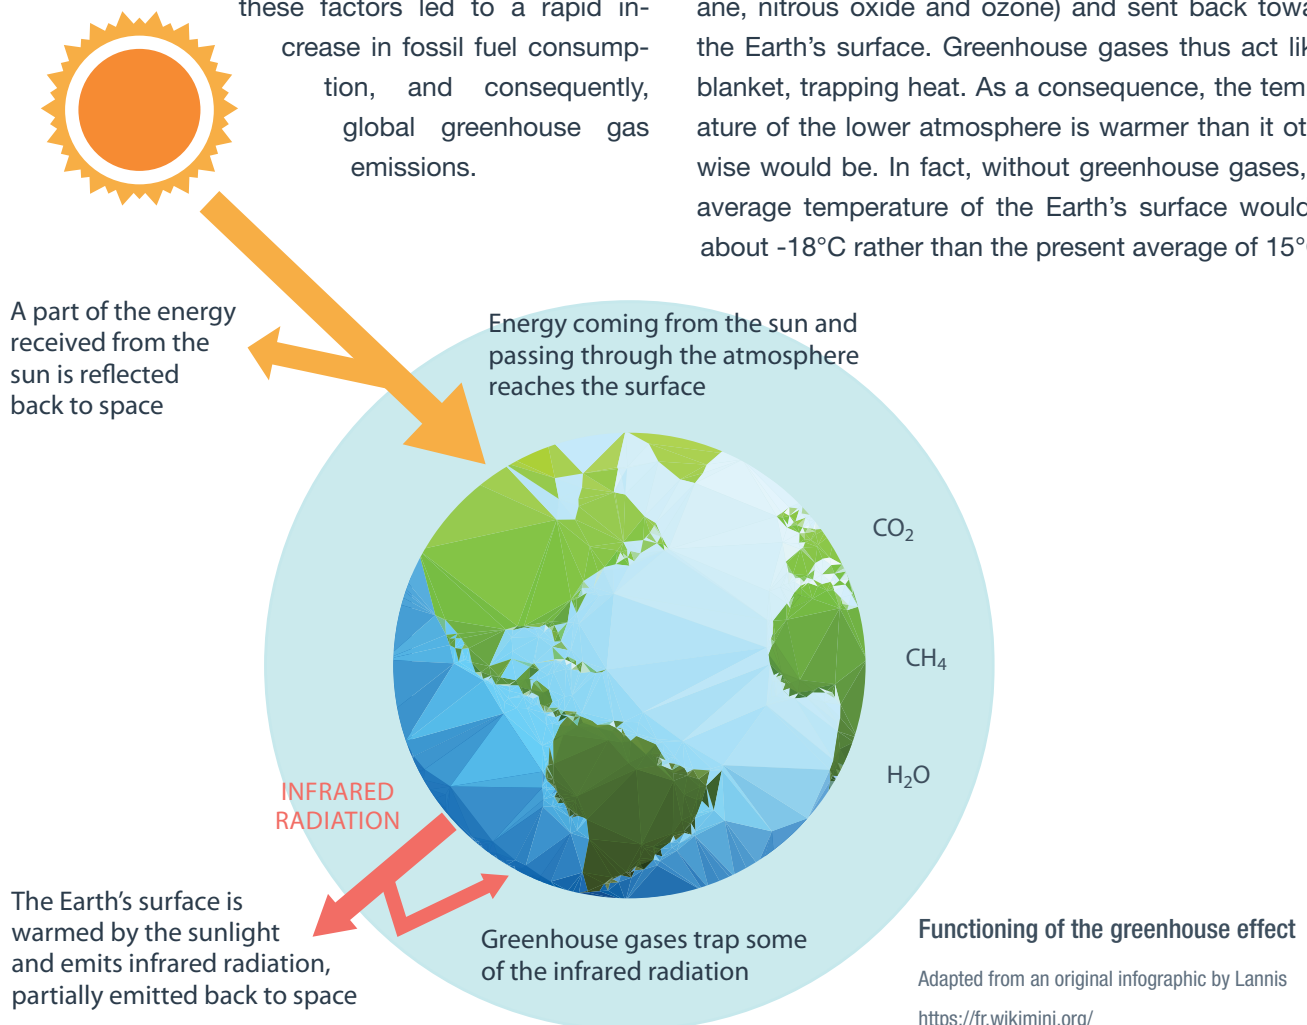 these factors led to a rapid in-
crease in fossil fuel consump-
tion, and consequently,
global greenhouse gas
emissions.
ane, nitrous oxide and ozone) and sent back
the Earth’s surface. Greenhouse gases thus act
blanket, trapping heat. As a consequence, the
ature of the lower atmosphere is warmer than it
wise would be. In fact, without greenhouse gases,
average temperature of the Earth’s surface would
about -18°C rather than the present average of 15°
A part of the energy
received from the
sun is reflected
back to space
Energy coming from the sun and
passing through the atmosphere
reaches the surface
CO₂
CH₄
H₂O
INFRARED
RADIATION
The Earth’s surface is
warmed by the sunlight
and emits infrared radiation,
partially emitted back to space
Greenhouse gases trap some
of the infrared radiation
Functioning of the greenhouse effect
Adapted from an original infographic by Lannis
https://fr.wikimini.org/